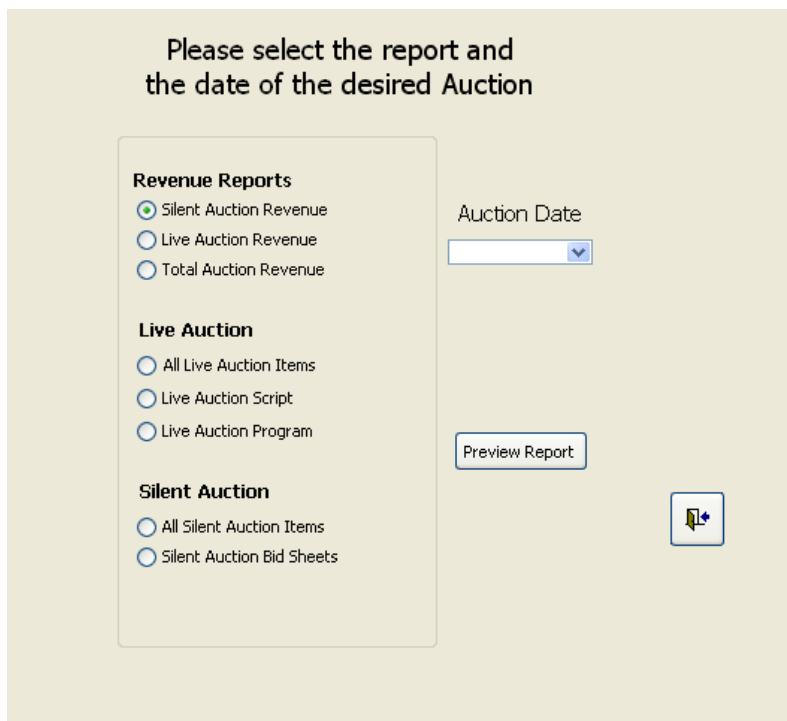 Please select the report and
the date of the desired Auction
Revenue Reports
Silent Auction Revenue
Live Auction Revenue
Total Auction Revenue
Auction Date
Live Auction
All Live Auction Items
Live Auction Script
Live Auction Program
Preview Report
Silent Auction
All Silent Auction Items
Silent Auction Bid Sheets